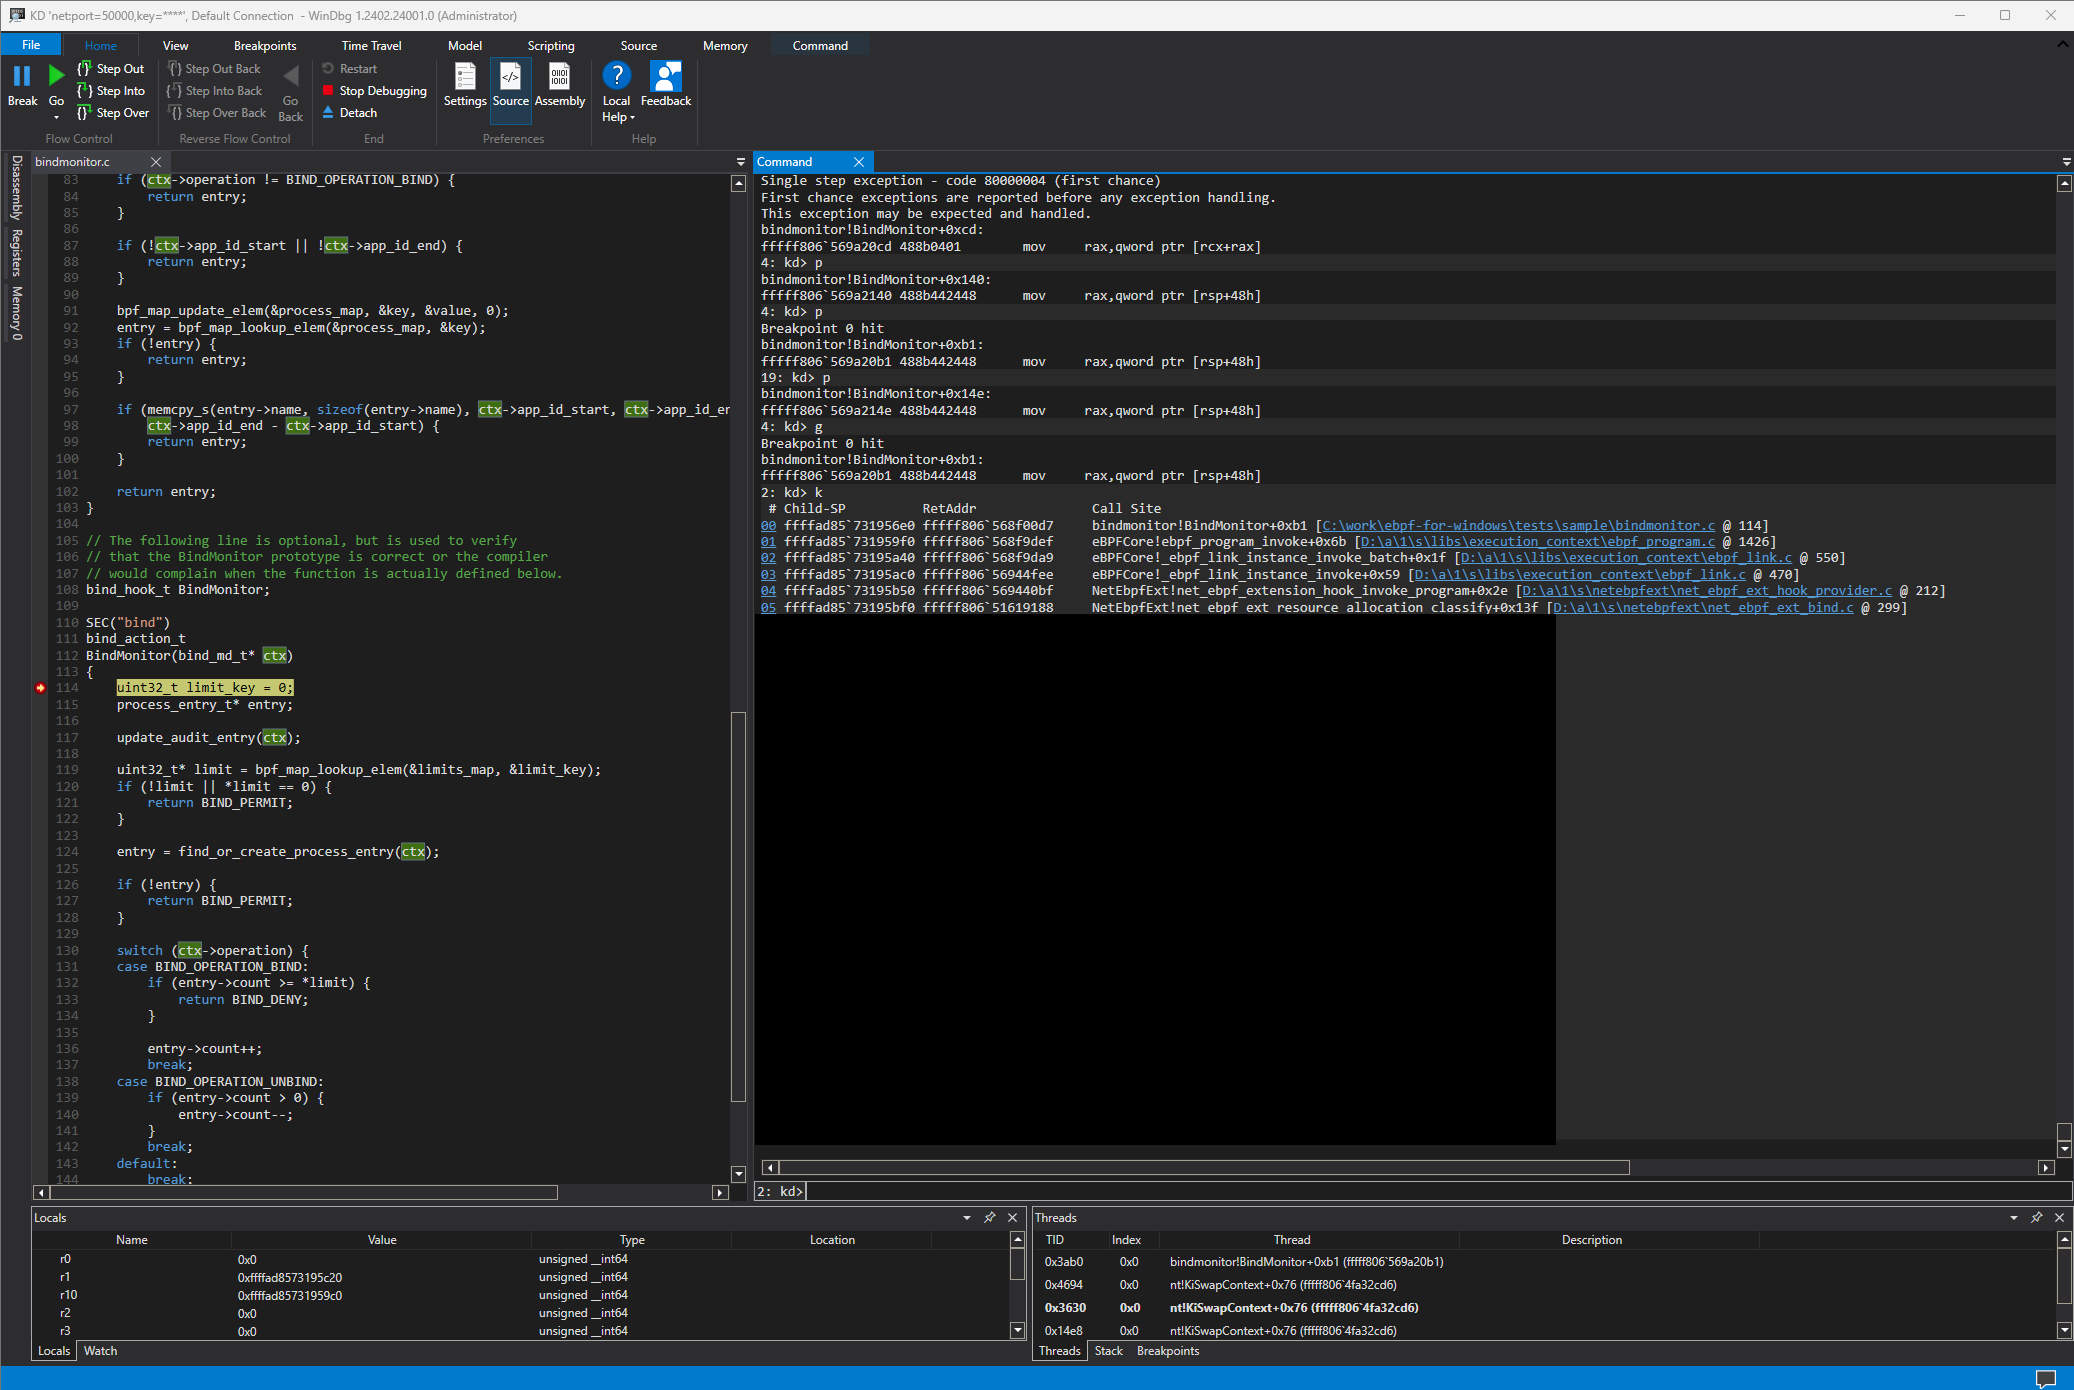 KD 'netport=50000,key=****', Default Connection - WinDbg 1.2402.24001.0 (Administrator)
File Home View Breakpoints Time Travel Model Scripting Source Memory Command
Break
Go
Step Out
Step Into
Step Over
Flow Control
Step Out Back
Step Into Back
Step Over Back
Go Back
Reverse Flow Control
Restart
Stop Debugging
Detach
End
Settings Source Assembly
Preferences
Local Help
Feedback
Help
Disassembly
Registers
Memory 0
bindmonitor.c
83 if (ctx->operation != BIND_OPERATION_BIND) {
84 return entry;
85 }
86
87 if (!ctx->app_id_start || !ctx->app_id_end) {
88 return entry;
89 }
90
91 bpf_map_update_elem(&process_map, &key, &value, 0);
92 entry = bpf_map_lookup_elem(&process_map, &key);
93 if (!entry) {
94 return entry;
95 }
96
97 if (memcpy_s(entry->name, sizeof(entry->name), ctx->app_id_start, ctx->app_id_er
98 ctx->app_id_end - ctx->app_id_start) {
99 return entry;
100 }
101
102 return entry;
103 }
104
105 // The following line is optional, but is used to verify
106 // that the BindMonitor prototype is correct or the compiler
107 // would complain when the function is actually defined below.
108 bind_hook_t BindMonitor;
109
110 SEC("bind")
111 bind_action_t
112 BindMonitor(bind_md_t* ctx)
113 {
114 uint32_t limit_key = 0;
115 process_entry_t* entry;
116
117 update_audit_entry(ctx);
118
119 uint32_t* limit = bpf_map_lookup_elem(&limits_map, &limit_key);
120 if (!limit || *limit == 0) {
121 return BIND_PERMIT;
122 }
123
124 entry = find_or_create_process_entry(ctx);
125
126 if (!entry) {
127 return BIND_PERMIT;
128 }
129
130 switch (ctx->operation) {
131 case BIND_OPERATION_BIND:
132 if (entry->count >= *limit) {
133 return BIND_DENY;
134 }
135
136 entry->count++;
137 break;
138 case BIND_OPERATION_UNBIND:
139 if (entry->count > 0) {
140 entry->count--;
141 }
142 break;
143 default:
144 break;
Command
Single step exception - code 80000004 (first chance)
First chance exceptions are reported before any exception handling.
This exception may be expected and handled.
bindmonitor!BindMonitor+0xcd:
fffff806`569a20cd 488b0401 mov rax,qword ptr [rcx+rax]
4: kd> p
bindmonitor!BindMonitor+0x140:
fffff806`569a2140 488b442448 mov rax,qword ptr [rsp+48h]
4: kd> p
Breakpoint 0 hit
bindmonitor!BindMonitor+0xb1:
fffff806`569a20b1 488b442448 mov rax,qword ptr [rsp+48h]
19: kd> p
bindmonitor!BindMonitor+0x14e:
fffff806`569a214e 488b442448 mov rax,qword ptr [rsp+48h]
4: kd> g
Breakpoint 0 hit
bindmonitor!BindMonitor+0xb1:
fffff806`569a20b1 488b442448 mov rax,qword ptr [rsp+48h]
2: kd> k
# Child-SP RetAddr Call Site
00 ffffad85`731956e0 fffff806`568f00d7 bindmonitor!BindMonitor+0xb1 [C:\work\ebpf-for-windows\tests\sample\bindmonitor.c @ 114]
01 ffffad85`731959f0 fffff806`568f9def eBPFCore!ebpf_program_invoke+0x6b [D:\a\1\s\libs\execution_context\ebpf_program.c @ 1426]
02 ffffad85`73195a40 fffff806`568f9da9 eBPFCore!_ebpf_link_instance_invoke_batch+0x1f [D:\a\1\s\libs\execution_context\ebpf_link.c @ 550]
03 ffffad85`73195ac0 fffff806`56944fee eBPFCore!_ebpf_link_instance_invoke+0x59 [D:\a\1\s\libs\execution_context\ebpf_link.c @ 470]
04 ffffad85`73195b50 fffff806`569440bf NetEbpfExt!net_ebpf_extension_hook_invoke_program+0x2e [D:\a\1\s\netebpfext\net_ebpf_ext_hook_provider.c @ 212]
05 ffffad85`73195bf0 fffff806`51619188 NetEbpfExt!net_ebpf_ext_resource_allocation_classify+0x13f [D:\a\1\s\netebpfext\net_ebpf_ext_bind.c @ 299]
2: kd>
Locals
Name Value Type Location
r0 0x0 unsigned __int64
r1 0xffffad8573195c20 unsigned __int64
r10 0xffffad85731959c0 unsigned __int64
r2 0x0 unsigned __int64
r3 0x0 unsigned __int64
Locals Watch
Threads
TID Index Thread Description
0x3ab0 0x0 bindmonitor!BindMonitor+0xb1 (fffff806`569a20b1)
0x4694 0x0 nt!KiSwapContext+0x76 (fffff806`4fa32cd6)
0x3630 0x0 nt!KiSwapContext+0x76 (fffff806`4fa32cd6)
0x14e8 0x0 nt!KiSwapContext+0x76 (fffff806`4fa32cd6)
Threads Stack Breakpoints